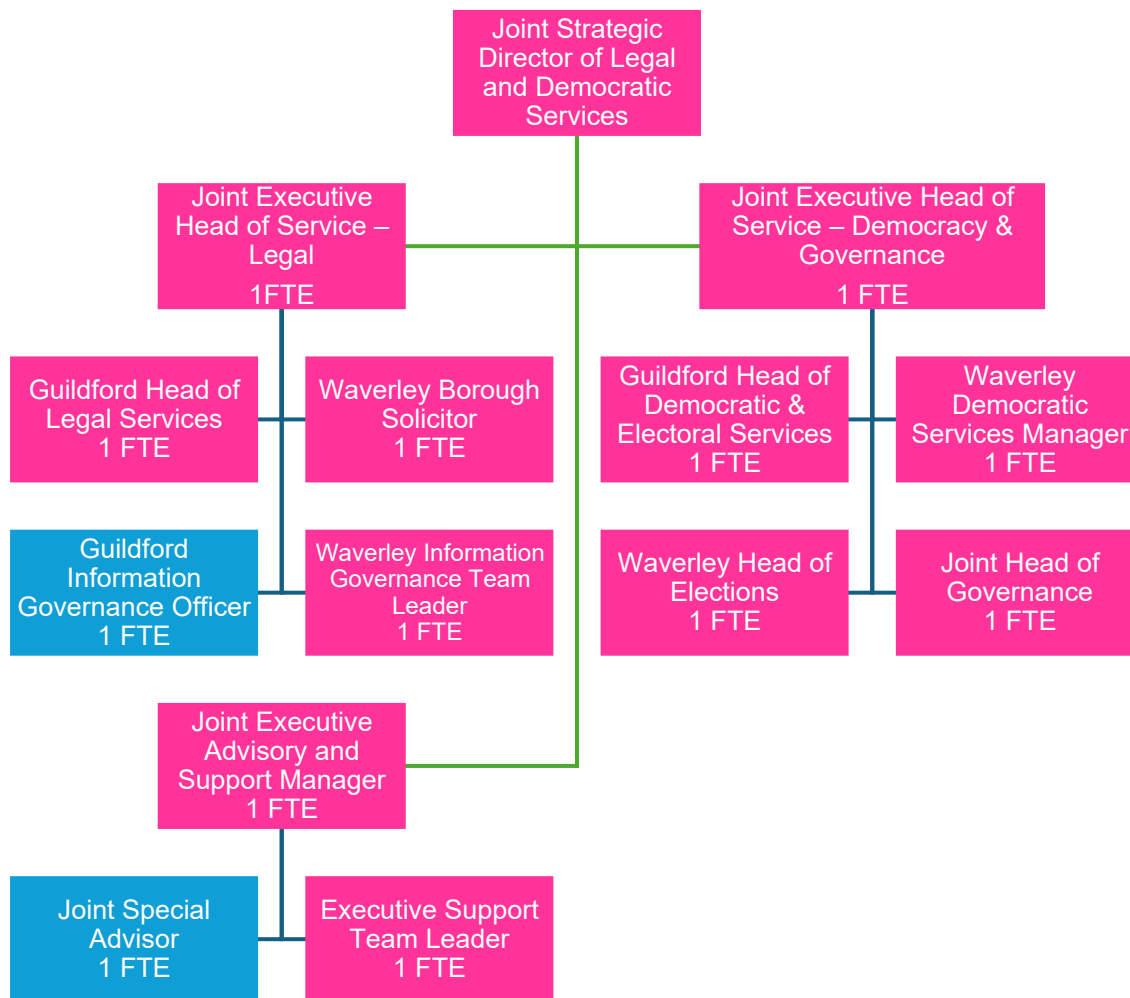 Joint Strategic
Director of Legal
and Democratic
Services
Joint Executive
Head of Service –
Legal
1FTE
Joint Executive Head of
Service – Democracy &
Governance
1 FTE
Guildford Head of
Legal Services
1 FTE
Waverley Borough
Solicitor
1 FTE
Guildford Head of
Democratic &
Electoral Services
1 FTE
Waverley
Democratic
Services Manager
1 FTE
Guildford
Information
Governance Officer
1 FTE
Waverley Information
Governance Team
Leader
1 FTE
Waverley Head of
Elections
1 FTE
Joint Head of
Governance
1 FTE
Joint Executive
Advisory and
Support Manager
1 FTE
Joint Special
Advisor
1 FTE
Executive Support
Team Leader
1 FTE